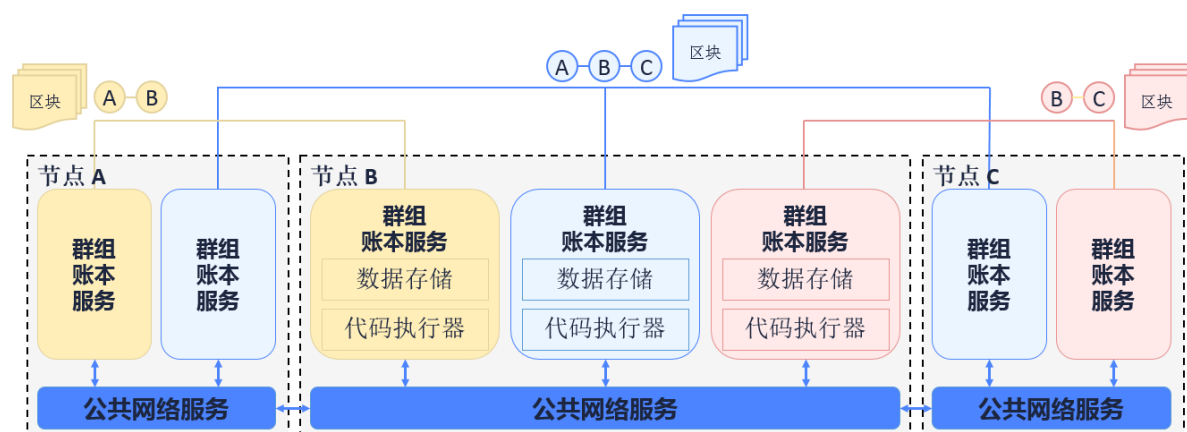 区块
A
B
C
区块
A
B
B
C
区块
节点 A
节点 B
节点 C
群组
账本
服务
群组
账本
服务
群组
账本服务
数据存储
代码执行器
群组
账本服务
数据存储
代码执行器
群组
账本服务
数据存储
代码执行器
群组
账本
服务
群组
账本
服务
公共网络服务
公共网络服务
公共网络服务